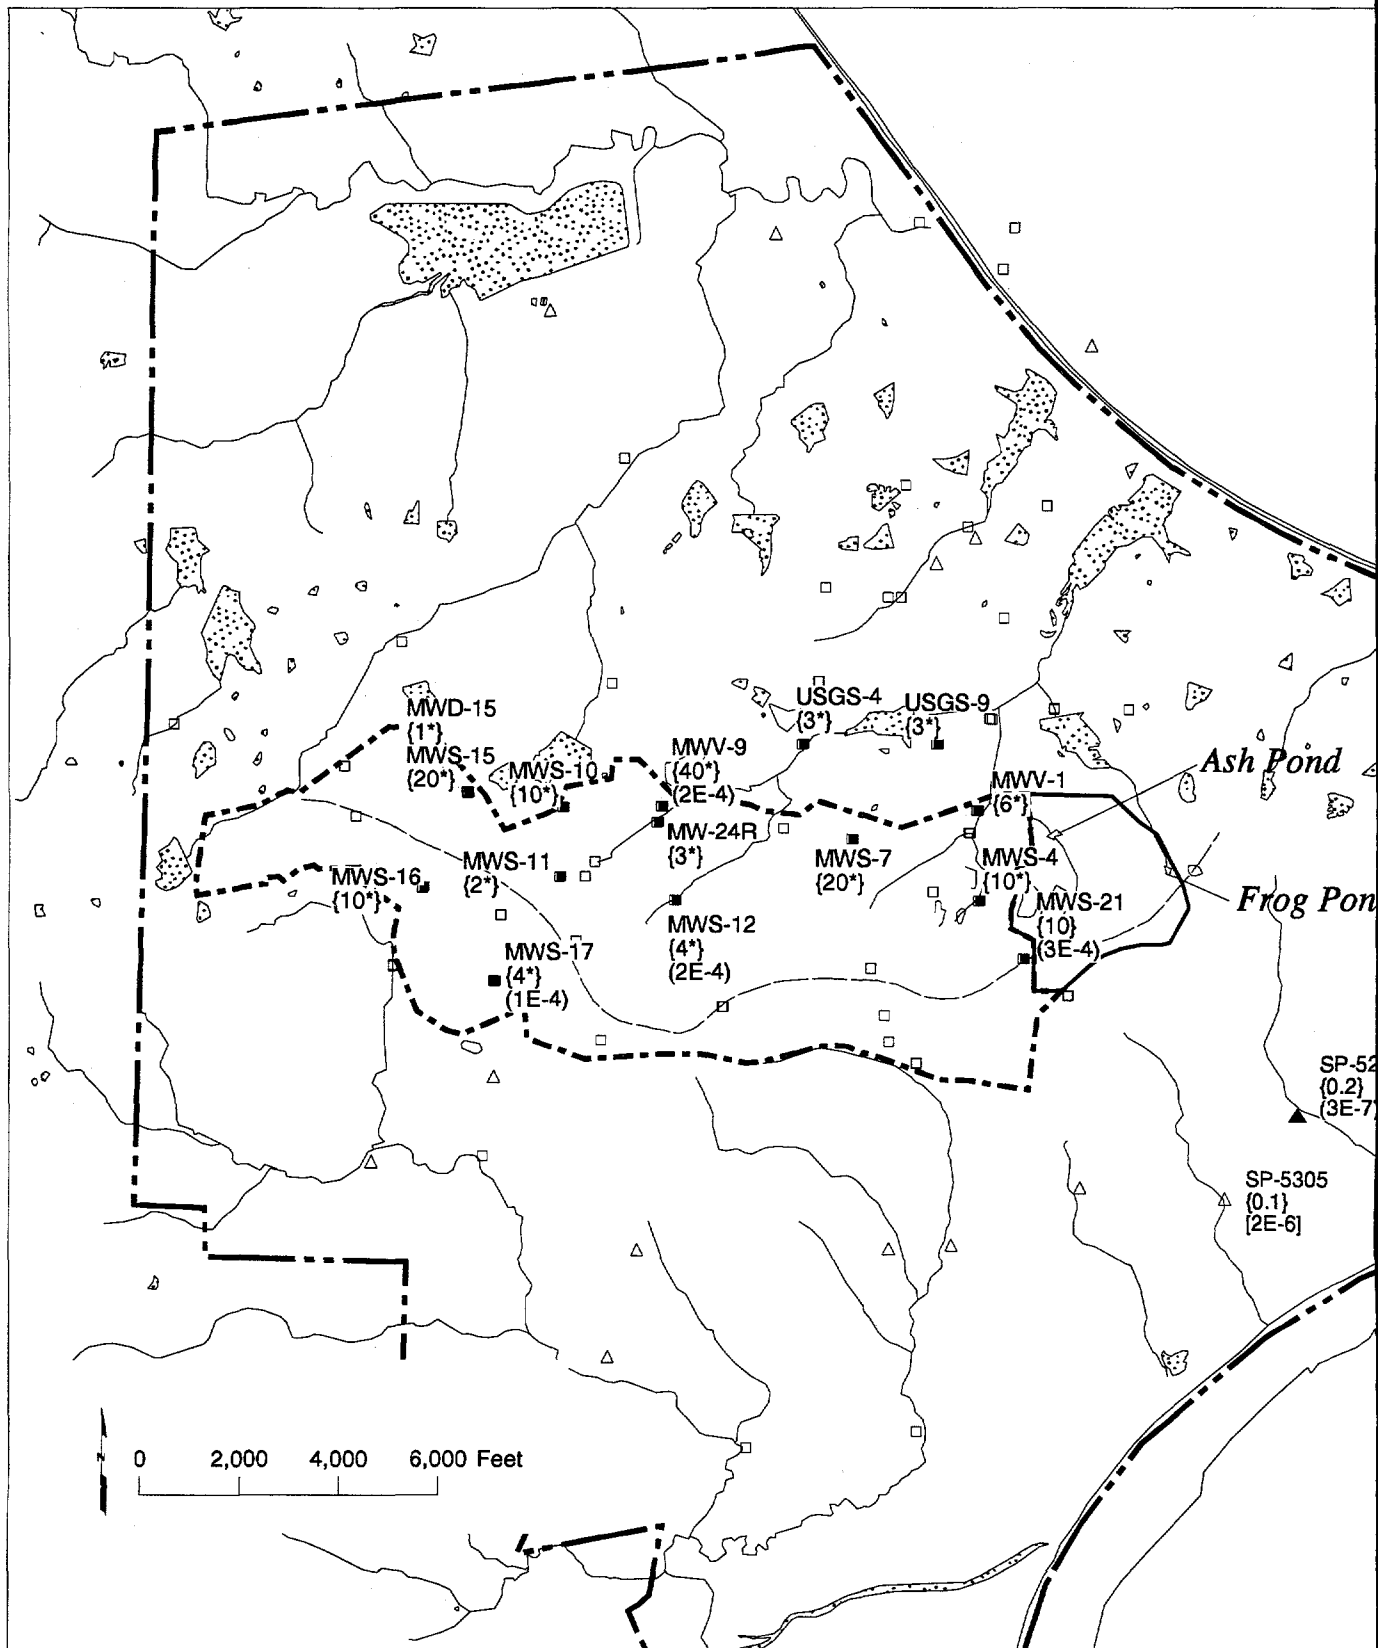 USGS-4
{3*}
USGS-9
{3*}
MWD-15
{1*}
MWS-15
{20*}
MWS-10
{10*}
MWV-9
{40*}
(2E-4)
Ash Pond
MWV-1
{6*}
MW-24R
{3*}
MWS-7
{20*}
MWS-11
{2*}
MWS-4
{10*}
MWS-16
{10*}
Frog Pon
MWS-21
{10}
(3E-4)
MWS-12
{4*}
(2E-4)
MWS-17
{4*}
(1E-4)
SP-52
{0.2}
(3E-7)
SP-5305
{0.1}
[2E-6]
N
0 2,000 4,000 6,000 Feet